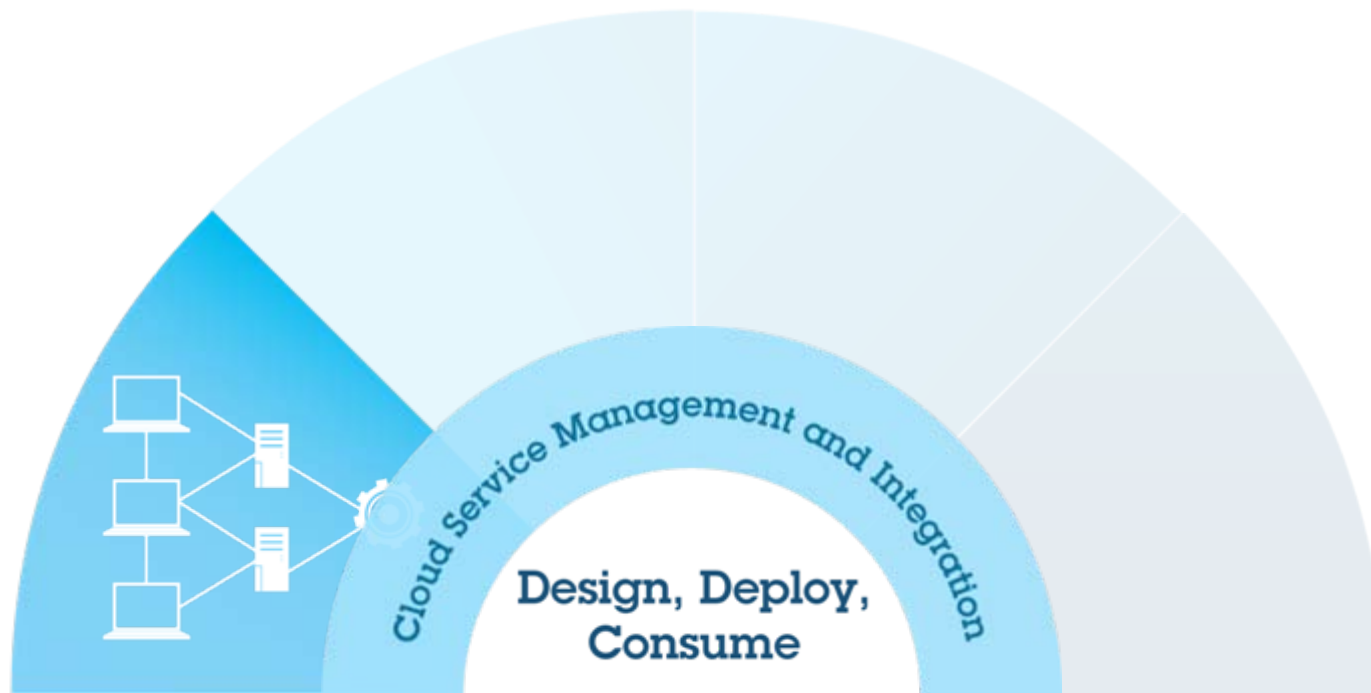 Cloud Service Management and Integration
Design, Deploy,
Consume